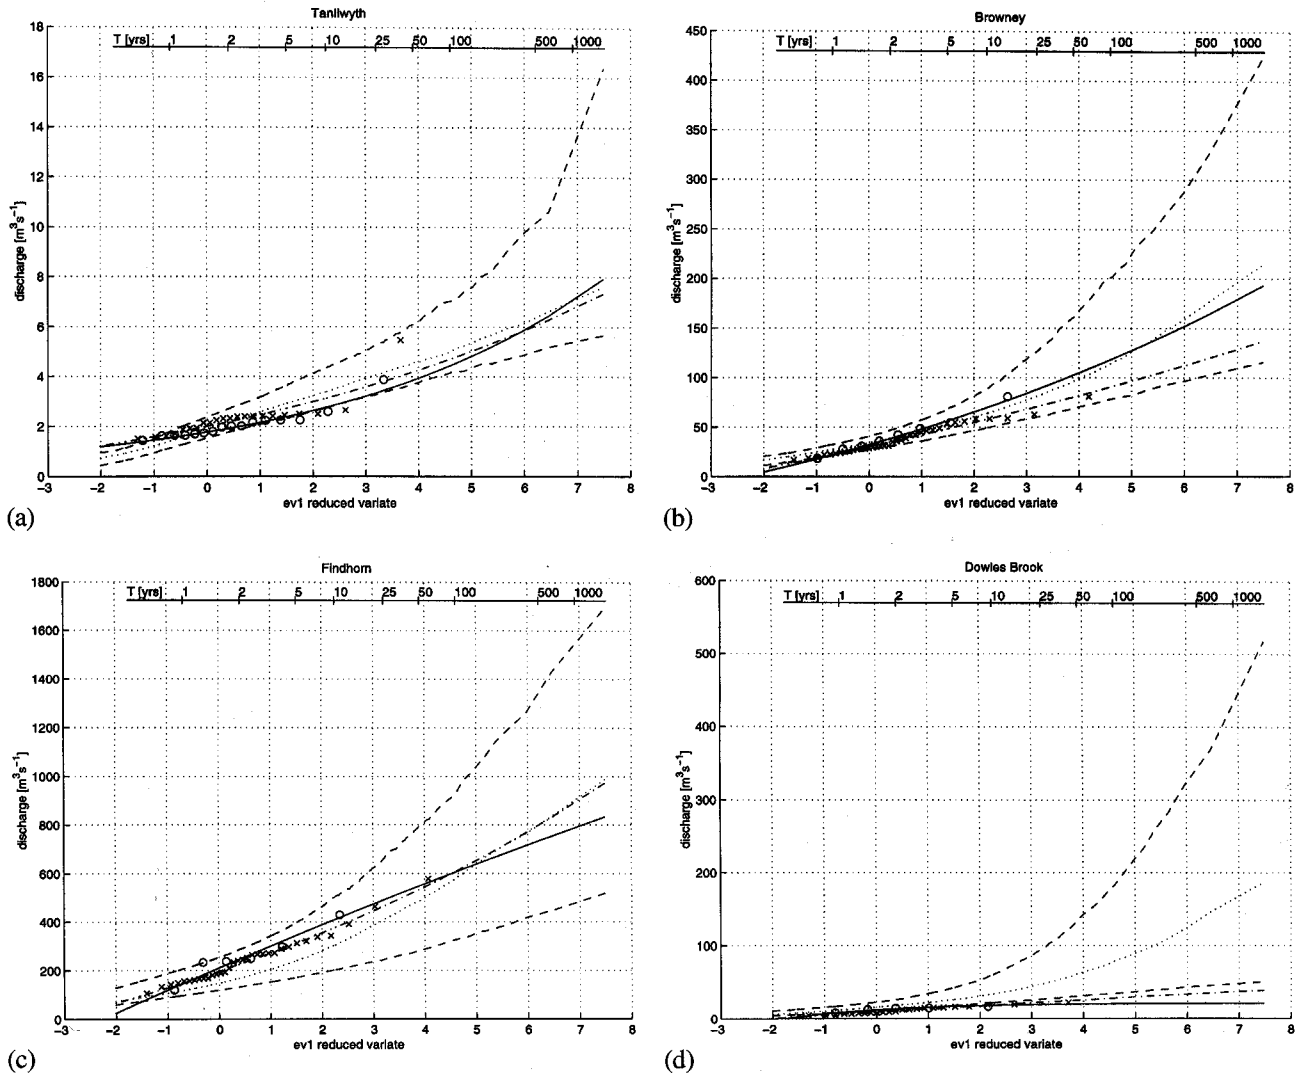 Tanllwyth
T [yrs] 1 2 5 10 25 50 100 500 1000
18
16
14
12
10
8
6
4
2
0
discharge [m³s⁻¹]
-3 -2 -1 0 1 2 3 4 5 6 7 8
ev1 reduced variate
(a)
Browney
T [yrs] 1 2 5 10 25 50 100 500 1000
450
400
350
300
250
200
150
100
50
0
discharge [m³s⁻¹]
-3 -2 -1 0 1 2 3 4 5 6 7 8
ev1 reduced variate
(b)
Findhorn
T [yrs] 1 2 5 10 25 50 100 500 1000
1800
1600
1400
1200
1000
800
600
400
200
0
discharge [m³s⁻¹]
-3 -2 -1 0 1 2 3 4 5 6 7 8
ev1 reduced variate
(c)
Dowles Brook
T [yrs] 1 2 5 10 25 50 100 500 1000
600
500
400
300
200
100
0
discharge [m³s⁻¹]
-3 -2 -1 0 1 2 3 4 5 6 7 8
ev1 reduced variate
(d)